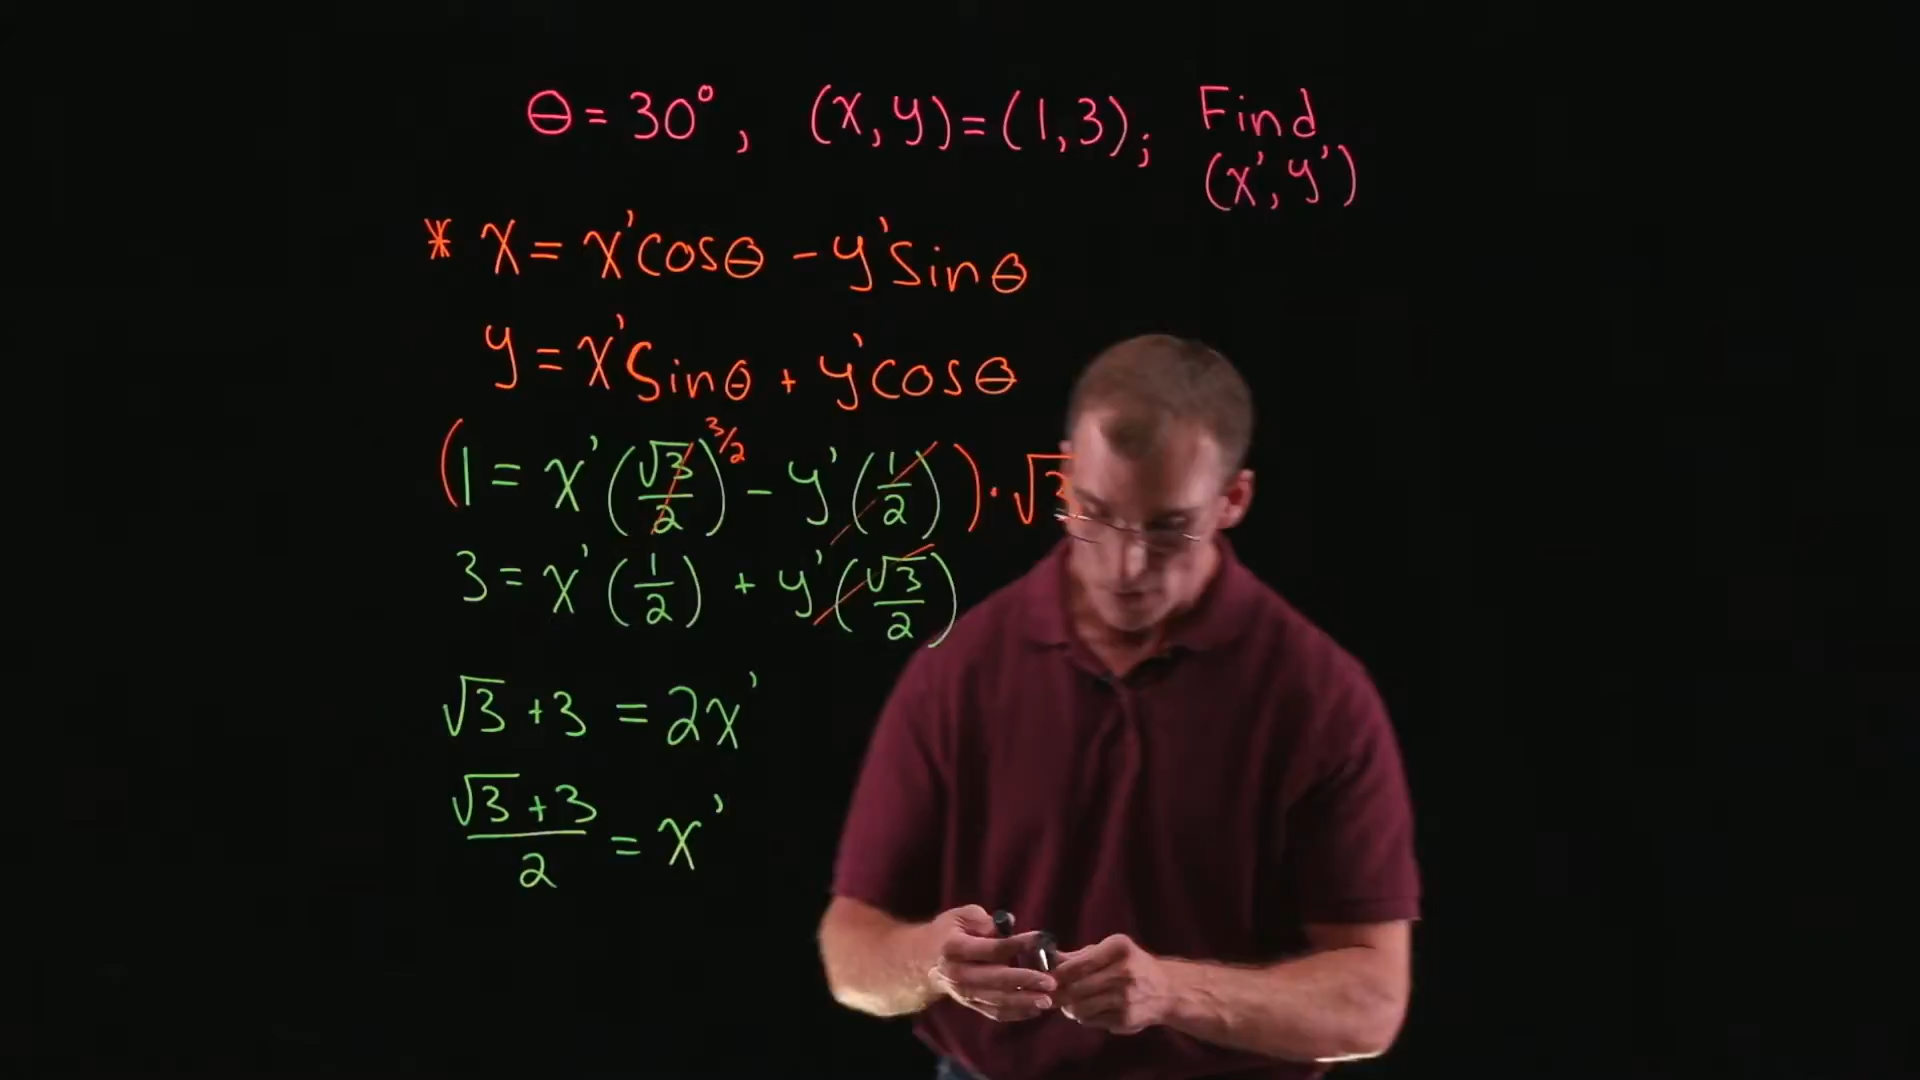 θ = 30°, (x, y) = (1, 3); Find
(x', y')
* x = x'cosθ - y'sinθ
y = x'sinθ + y'cosθ
(1 = x'(√3/2)^3/2 - y'(1/2)) · √3
3 = x'(1/2) + y'(√3/2)
√3 + 3 = 2x'
(√3 + 3)/2 = x'